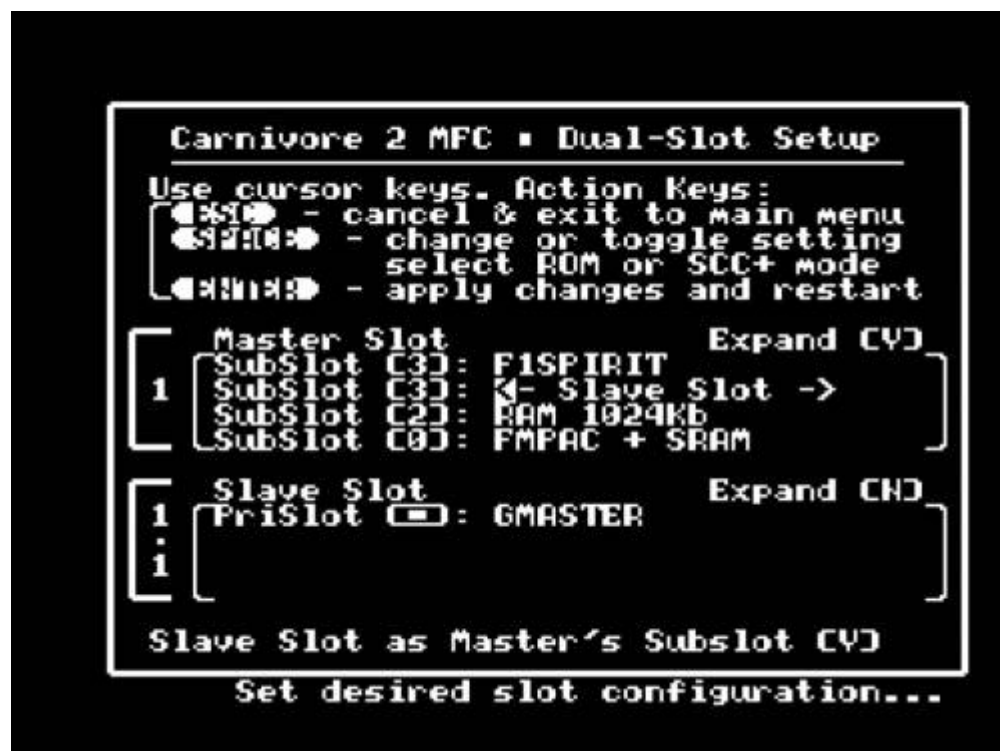 Carnivore 2 MFC ▪ Dual-Slot Setup
Use cursor keys. Action Keys:
ESC - cancel & exit to main menu
SPACE - change or toggle setting
select ROM or SCC+ mode
ENTER - apply changes and restart
Master Slot Expand [Y]
SubSlot [3]: F1SPIRIT
1 SubSlot [3]: <- Slave Slot ->
SubSlot [2]: RAM 1024Kb
SubSlot [0]: FMPAC + SRAM
Slave Slot Expand [N]
1 PriSlot [-]: GMASTER
.
1
Slave Slot as Master's Subslot [Y]
Set desired slot configuration...